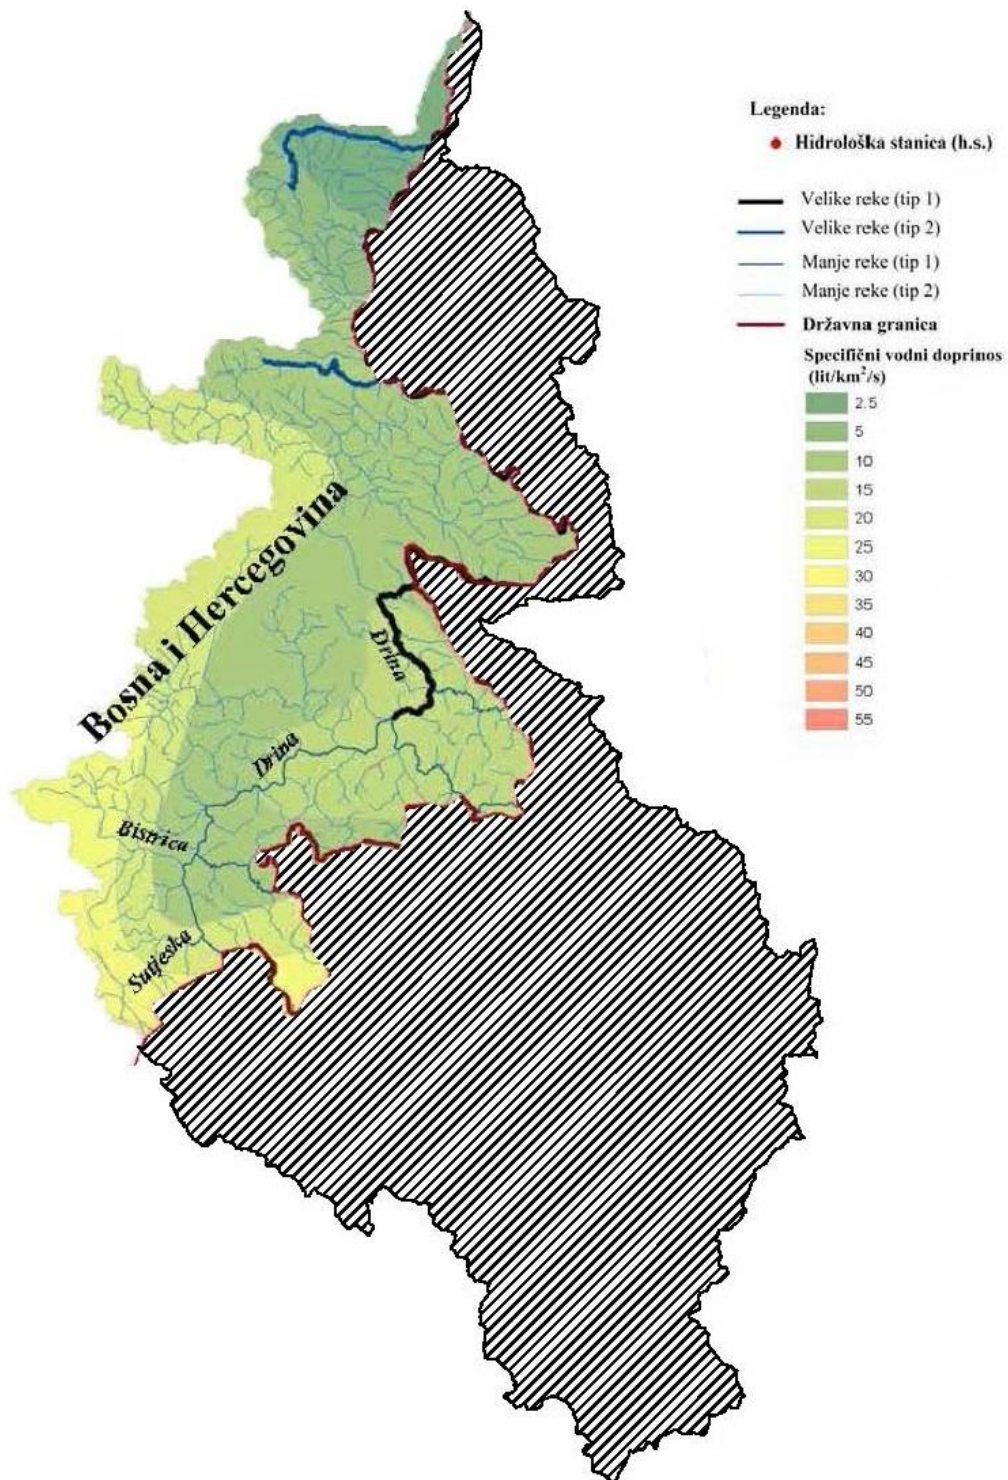 Legenda:
Hidrološka stanica (h.s.)
Velike reke (tip 1)
Velike reke (tip 2)
Manje reke (tip 1)
Manje reke (tip 2)
Državna granica
Specifični vodni doprinos
(lit/km²/s)
2.5
5
10
15
20
25
30
35
40
45
50
55
Bosna i Hercegovina
Drina
Drina
Bistrica
Sutjeska